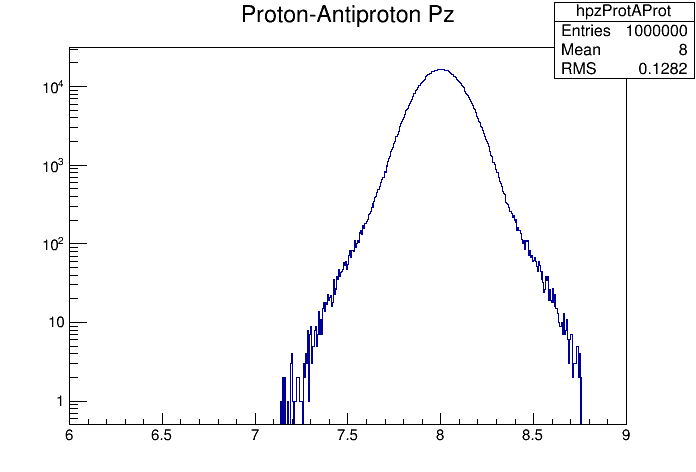 Proton-Antiproton Pz
hpzProtAProt
Entries 1000000
Mean 8
RMS 0.1282
10⁴
10³
10²
10
1
6 6.5 7 7.5 8 8.5 9